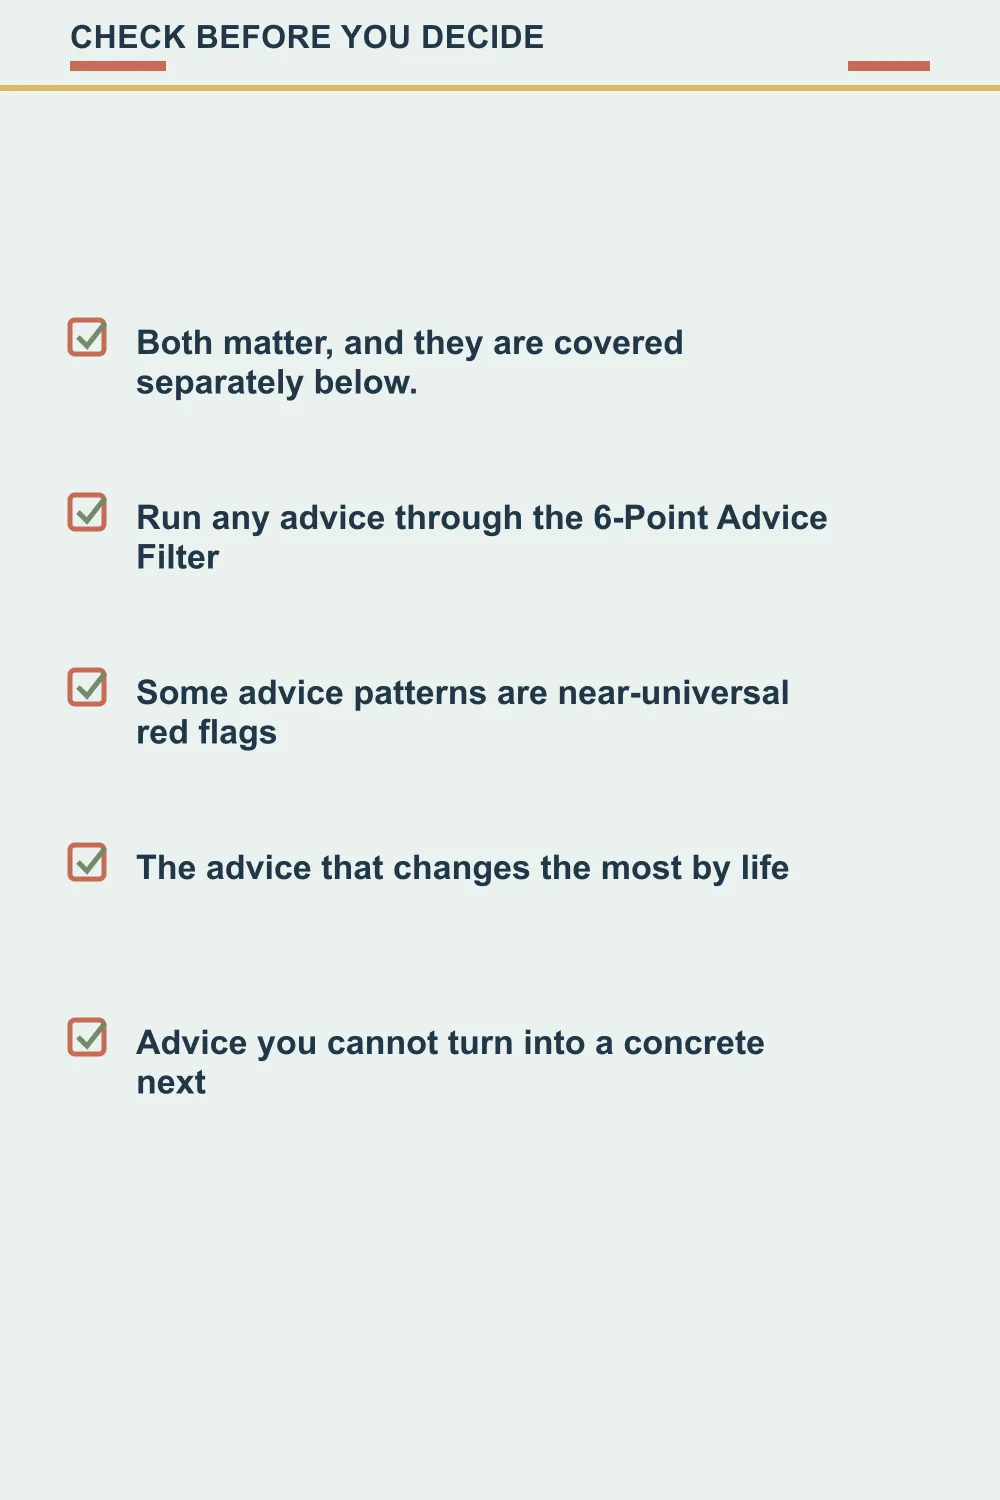 CHECK BEFORE YOU DECIDE
Both matter, and they are covered
separately below.
Run any advice through the 6-Point Advice
Filter
Some advice patterns are near-universal
red flags
The advice that changes the most by life
Advice you cannot turn into a concrete
next